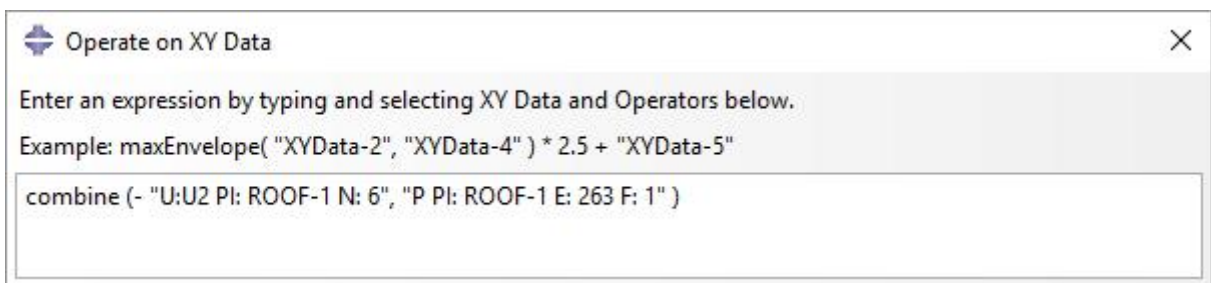 Operate on XY Data
Enter an expression by typing and selecting XY Data and Operators below.
Example: maxEnvelope( "XYData-2", "XYData-4" ) * 2.5 + "XYData-5"
combine (- "U:U2 PI: ROOF-1 N: 6", "P PI: ROOF-1 E: 263 F: 1" )